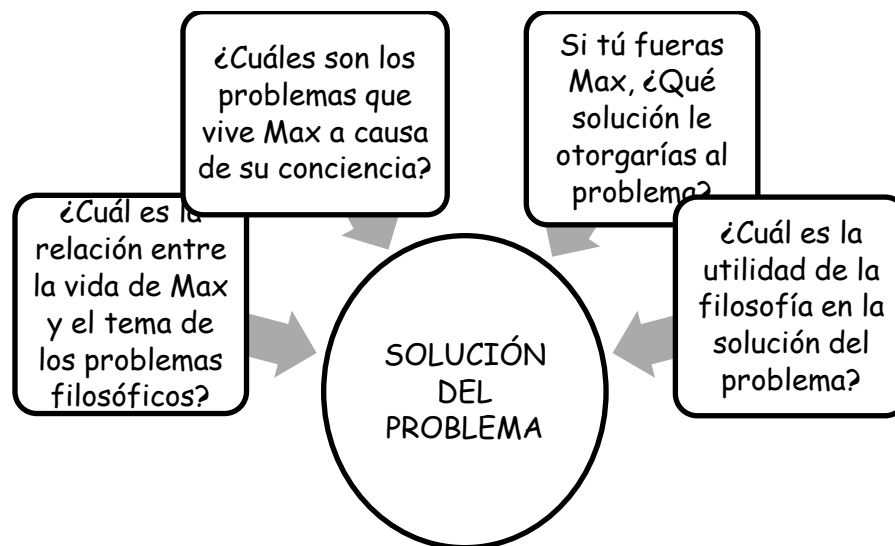 ¿Cuáles son los
problemas que
vive Max a causa
de su conciencia?
Si tú fueras
Max, ¿Qué
solución le
otorgarías al
problema?
¿Cuál es la
relación entre
la vida de Max
y el tema de
los problemas
filosóficos?
¿Cuál es la
utilidad de la
filosofía en la
solución del
problema?
SOLUCIÓN
DEL
PROBLEMA